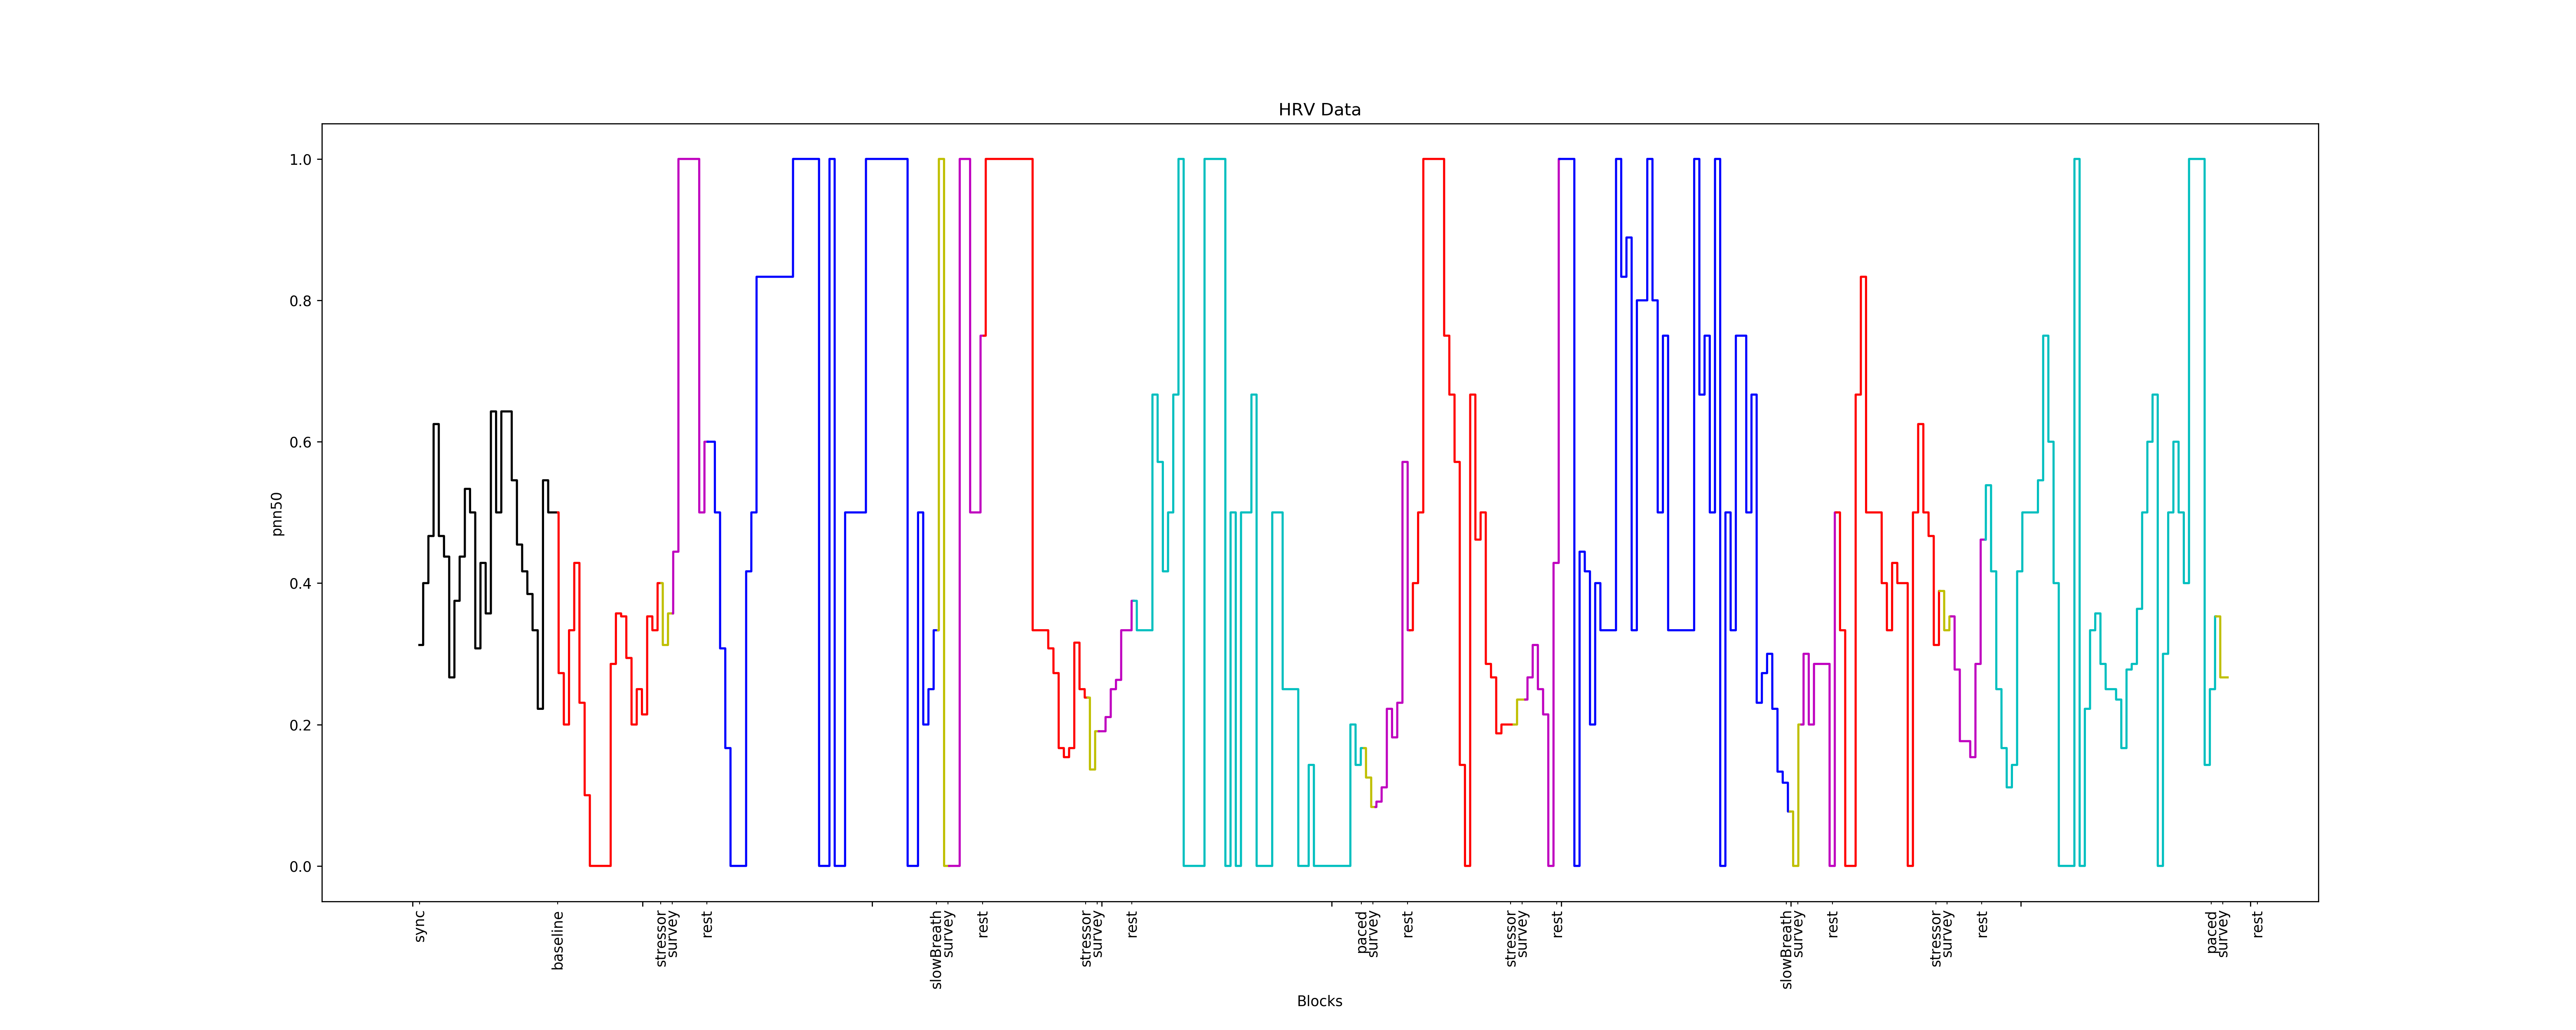 HRV Data
1.0
0.8
0.6
0.4
0.2
0.0
pnn50
sync
baseline
stressor
survey
rest
slowBreath
survey
rest
stressor
survey
rest
paced
survey
rest
stressor
survey
rest
slowBreath
survey
rest
stressor
survey
rest
paced
survey
rest
Blocks